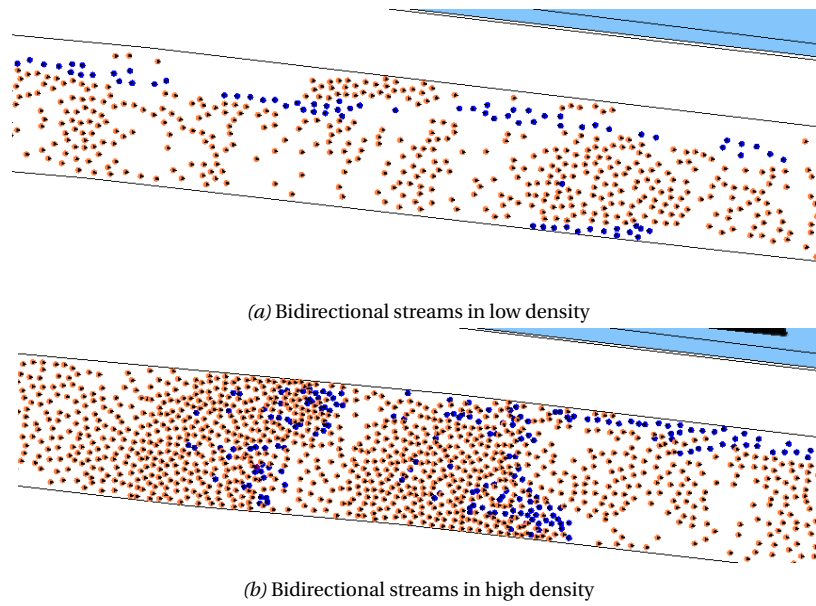 (a) Bidirectional streams in low density
(b) Bidirectional streams in high density